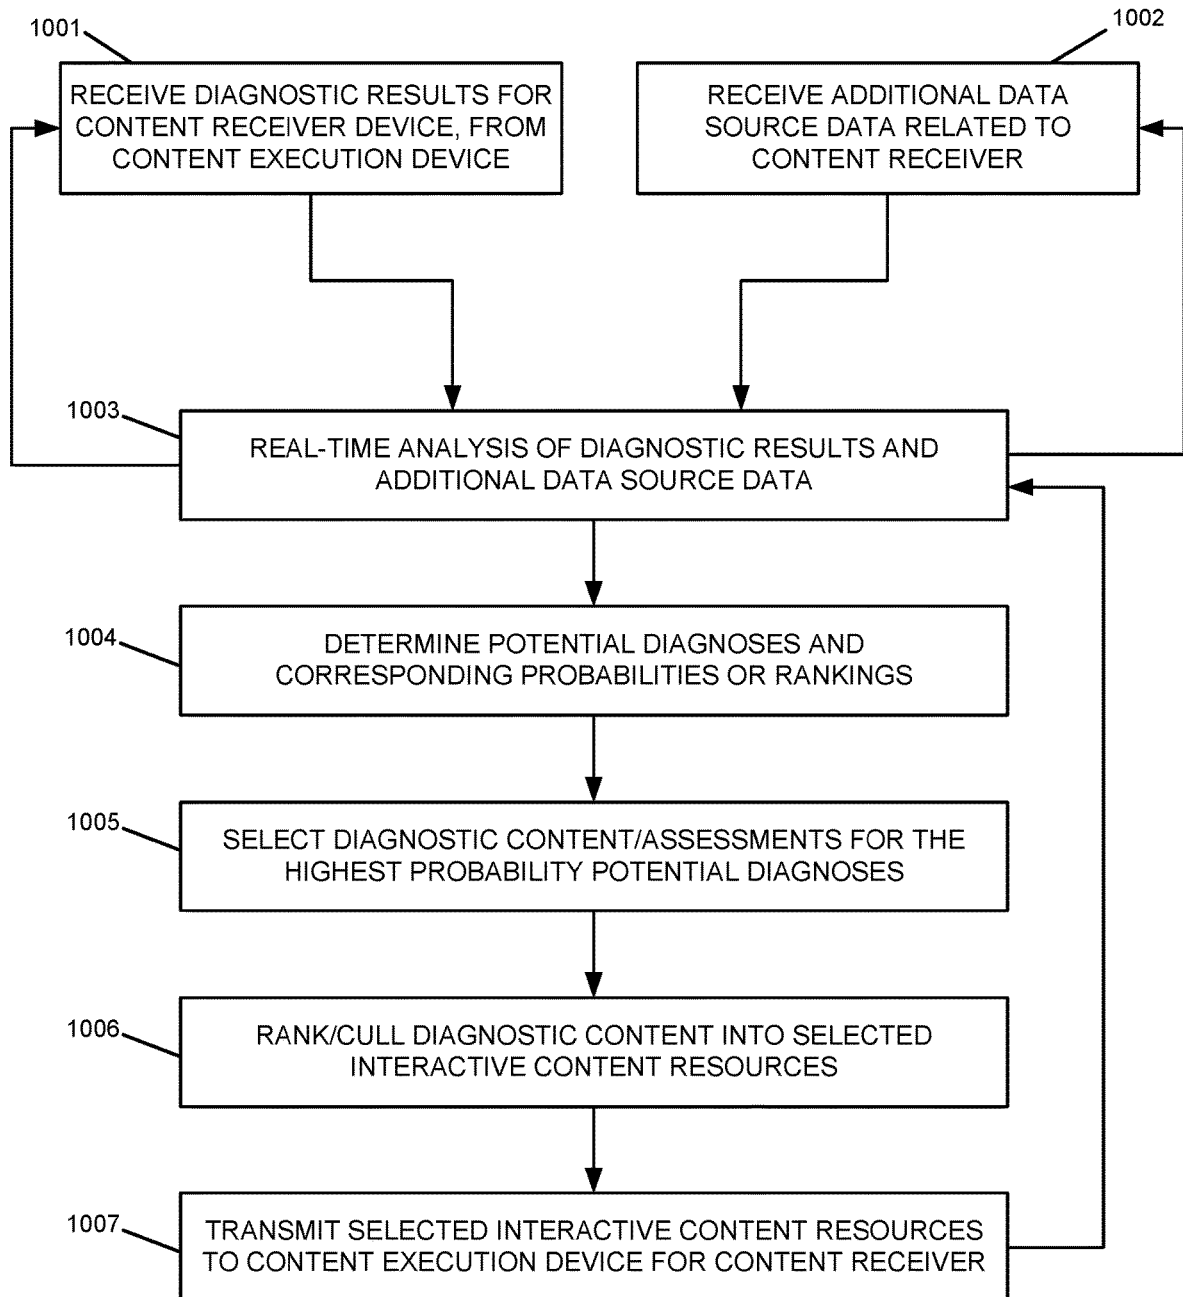 1001
1002
RECEIVE DIAGNOSTIC RESULTS FOR
CONTENT RECEIVER DEVICE, FROM
CONTENT EXECUTION DEVICE
RECEIVE ADDITIONAL DATA
SOURCE DATA RELATED TO
CONTENT RECEIVER
1003
REAL-TIME ANALYSIS OF DIAGNOSTIC RESULTS AND
ADDITIONAL DATA SOURCE DATA
1004
DETERMINE POTENTIAL DIAGNOSES AND
CORRESPONDING PROBABILITIES OR RANKINGS
1005
SELECT DIAGNOSTIC CONTENT/ASSESSMENTS FOR THE
HIGHEST PROBABILITY POTENTIAL DIAGNOSES
1006
RANK/CULL DIAGNOSTIC CONTENT INTO SELECTED
INTERACTIVE CONTENT RESOURCES
1007
TRANSMIT SELECTED INTERACTIVE CONTENT RESOURCES
TO CONTENT EXECUTION DEVICE FOR CONTENT RECEIVER